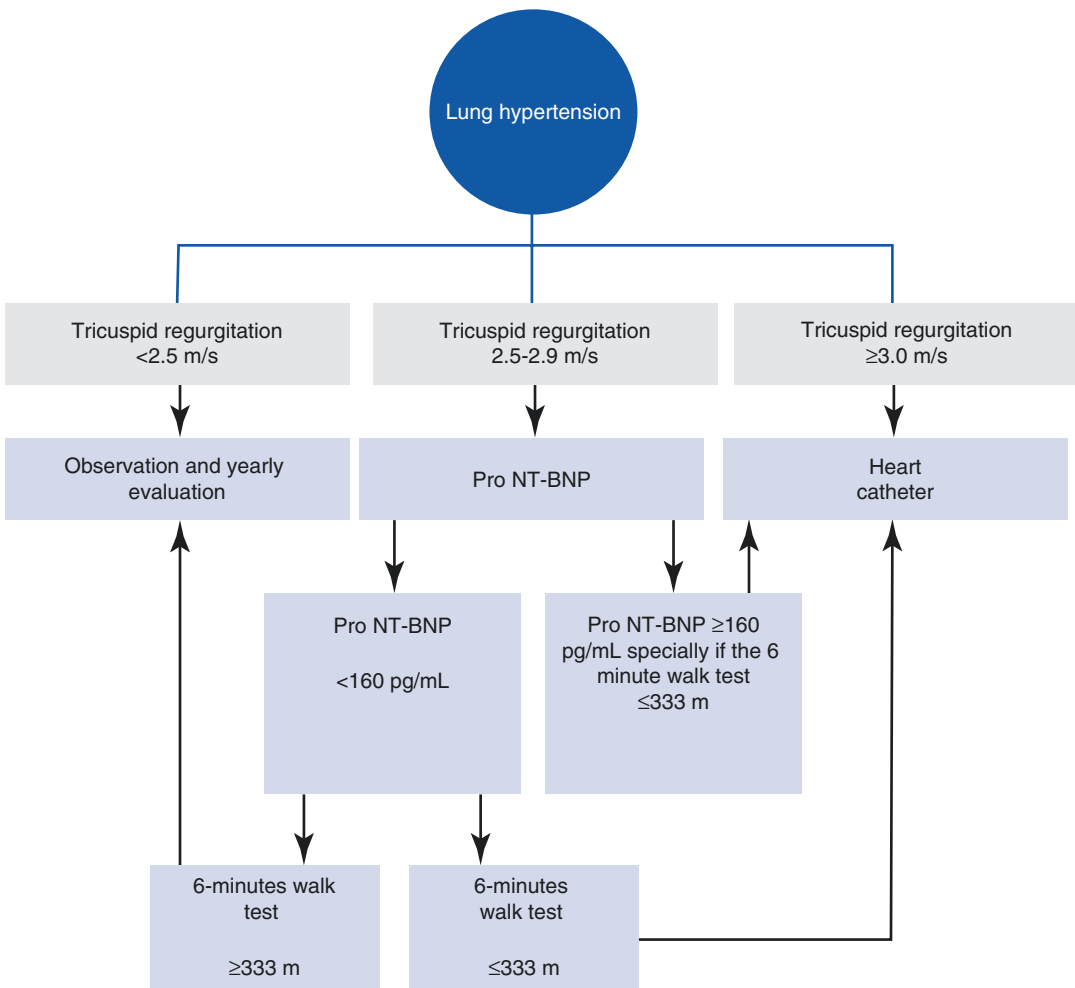 Lung hypertension
Tricuspid regurgitation
<2.5 m/s
Tricuspid regurgitation
2.5-2.9 m/s
Tricuspid regurgitation
≥3.0 m/s
Observation and yearly
evaluation
Pro NT-BNP
Heart
catheter
Pro NT-BNP
<160 pg/mL
Pro NT-BNP ≥160
pg/mL specially if the 6
minute walk test
≤333 m
6-minutes walk
test
≥333 m
6-minutes
walk test
≤333 m